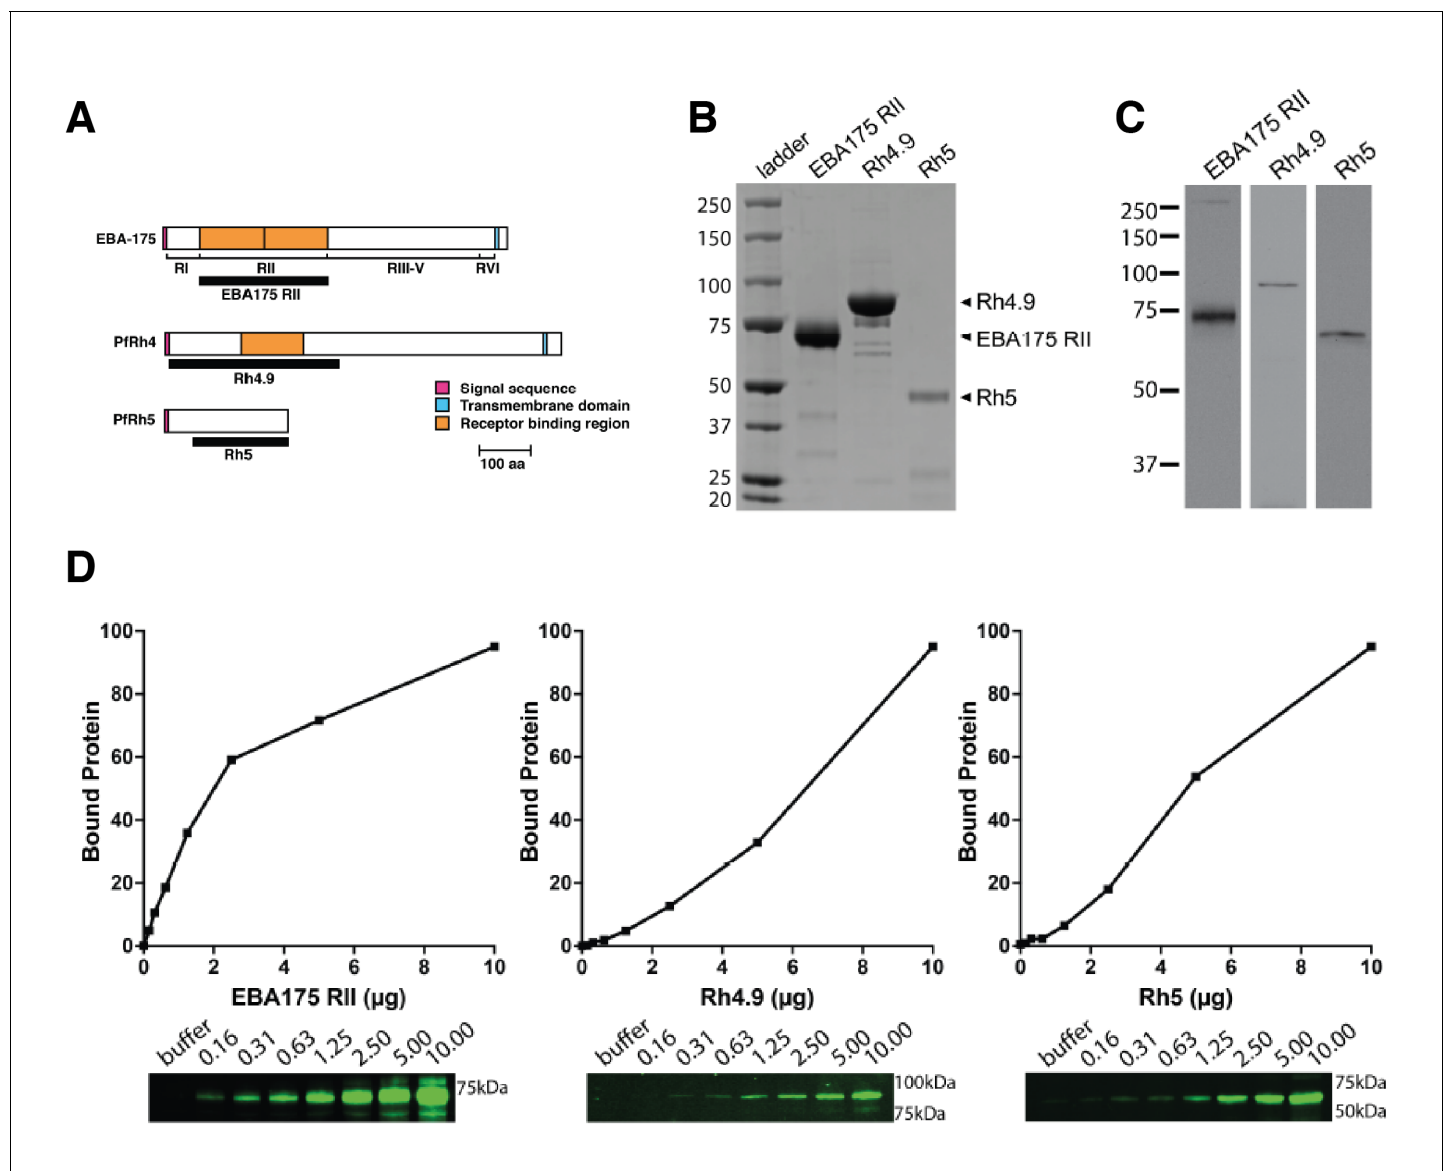 A
EBA-175
RI RII RIII-V RVI
EBA175 RII
PfRh4
Rh4.9
PfRh5
Rh5
Signal sequence
Transmembrane domain
Receptor binding region
100 aa
B
ladder EBA175 RII Rh4.9 Rh5
250
150
100
75
50
37
25
20
Rh4.9
EBA175 RII
Rh5
C
EBA175 RII Rh4.9 Rh5
250
150
100
75
50
37
D
Bound Protein
100
80
60
40
20
0
0 2 4 6 8 10
EBA175 RII (µg)
buffer 0.16 0.31 0.63 1.25 2.50 5.00 10.00
75kDa
Bound Protein
100
80
60
40
20
0
0 2 4 6 8 10
Rh4.9 (µg)
buffer 0.16 0.31 0.63 1.25 2.50 5.00 10.00
100kDa
75kDa
Bound Protein
100
80
60
40
20
0
0 2 4 6 8 10
Rh5 (µg)
buffer 0.16 0.31 0.63 1.25 2.50 5.00 10.00
75kDa
50kDa